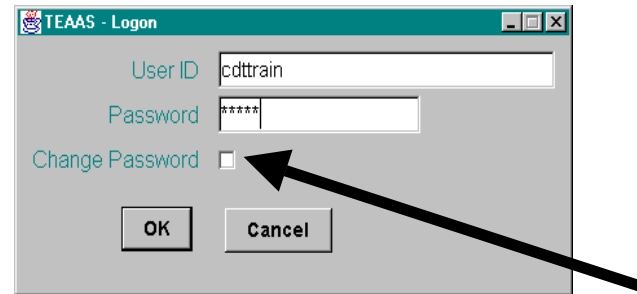 TEAAS - Logon
User ID cdttrain
Password *****
Change Password
OK Cancel